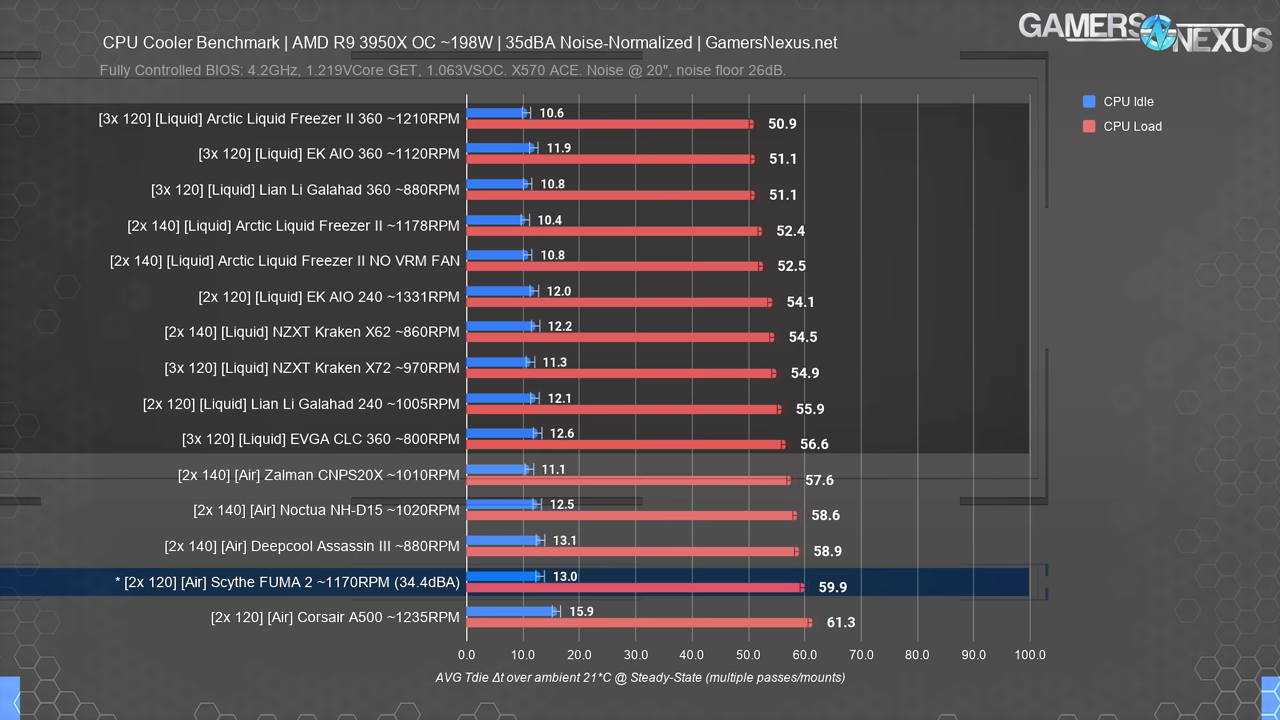 GAMERS NEXUS
CPU Cooler Benchmark | AMD R9 3950X OC ~198W | 35dBA Noise-Normalized | GamersNexus.net
Fully Controlled BIOS: 4.2GHz, 1.219VCore GET, 1.063VSOC. X570 ACE. Noise @ 20", noise floor 26dB.
CPU Idle
CPU Load
[3x 120] [Liquid] Arctic Liquid Freezer II 360 ~1210RPM 10.6 50.9
[3x 120] [Liquid] EK AIO 360 ~1120RPM 11.9 51.1
[3x 120] [Liquid] Lian Li Galahad 360 ~880RPM 10.8 51.1
[2x 140] [Liquid] Arctic Liquid Freezer II ~1178RPM 10.4 52.4
[2x 140] [Liquid] Arctic Liquid Freezer II NO VRM FAN 10.8 52.5
[2x 120] [Liquid] EK AIO 240 ~1331RPM 12.0 54.1
[2x 140] [Liquid] NZXT Kraken X62 ~860RPM 12.2 54.5
[3x 120] [Liquid] NZXT Kraken X72 ~970RPM 11.3 54.9
[2x 120] [Liquid] Lian Li Galahad 240 ~1005RPM 12.1 55.9
[3x 120] [Liquid] EVGA CLC 360 ~800RPM 12.6 56.6
[2x 140] [Air] Zalman CNPS20X ~1010RPM 11.1 57.6
[2x 140] [Air] Noctua NH-D15 ~1020RPM 12.5 58.6
[2x 140] [Air] Deepcool Assassin III ~880RPM 13.1 58.9
* [2x 120] [Air] Scythe FUMA 2 ~1170RPM (34.4dBA) 13.0 59.9
[2x 120] [Air] Corsair A500 ~1235RPM 15.9 61.3
0.0 10.0 20.0 30.0 40.0 50.0 60.0 70.0 80.0 90.0 100.0
AVG Tdie Δt over ambient 21*C @ Steady-State (multiple passes/mounts)